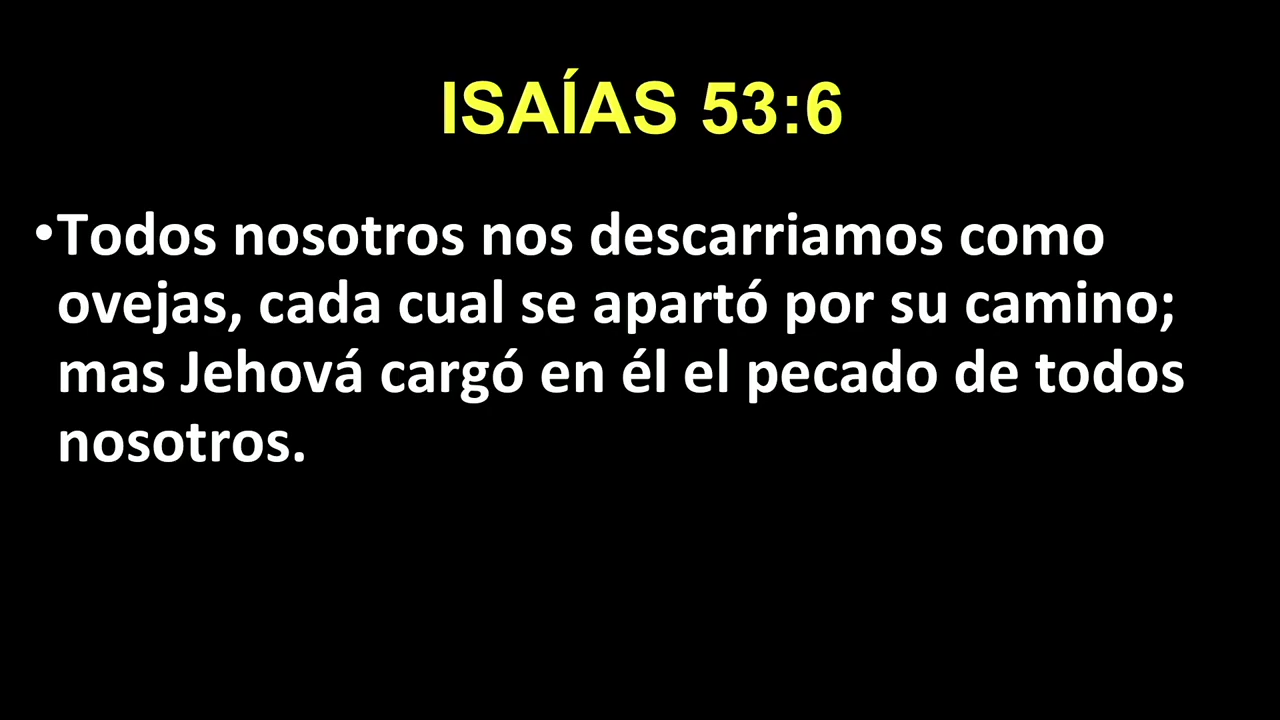 ISAÍAS 53:6
•Todos nosotros nos descarriamos como
ovejas, cada cual se apartó por su camino;
mas Jehová cargó en él el pecado de todos
nosotros.